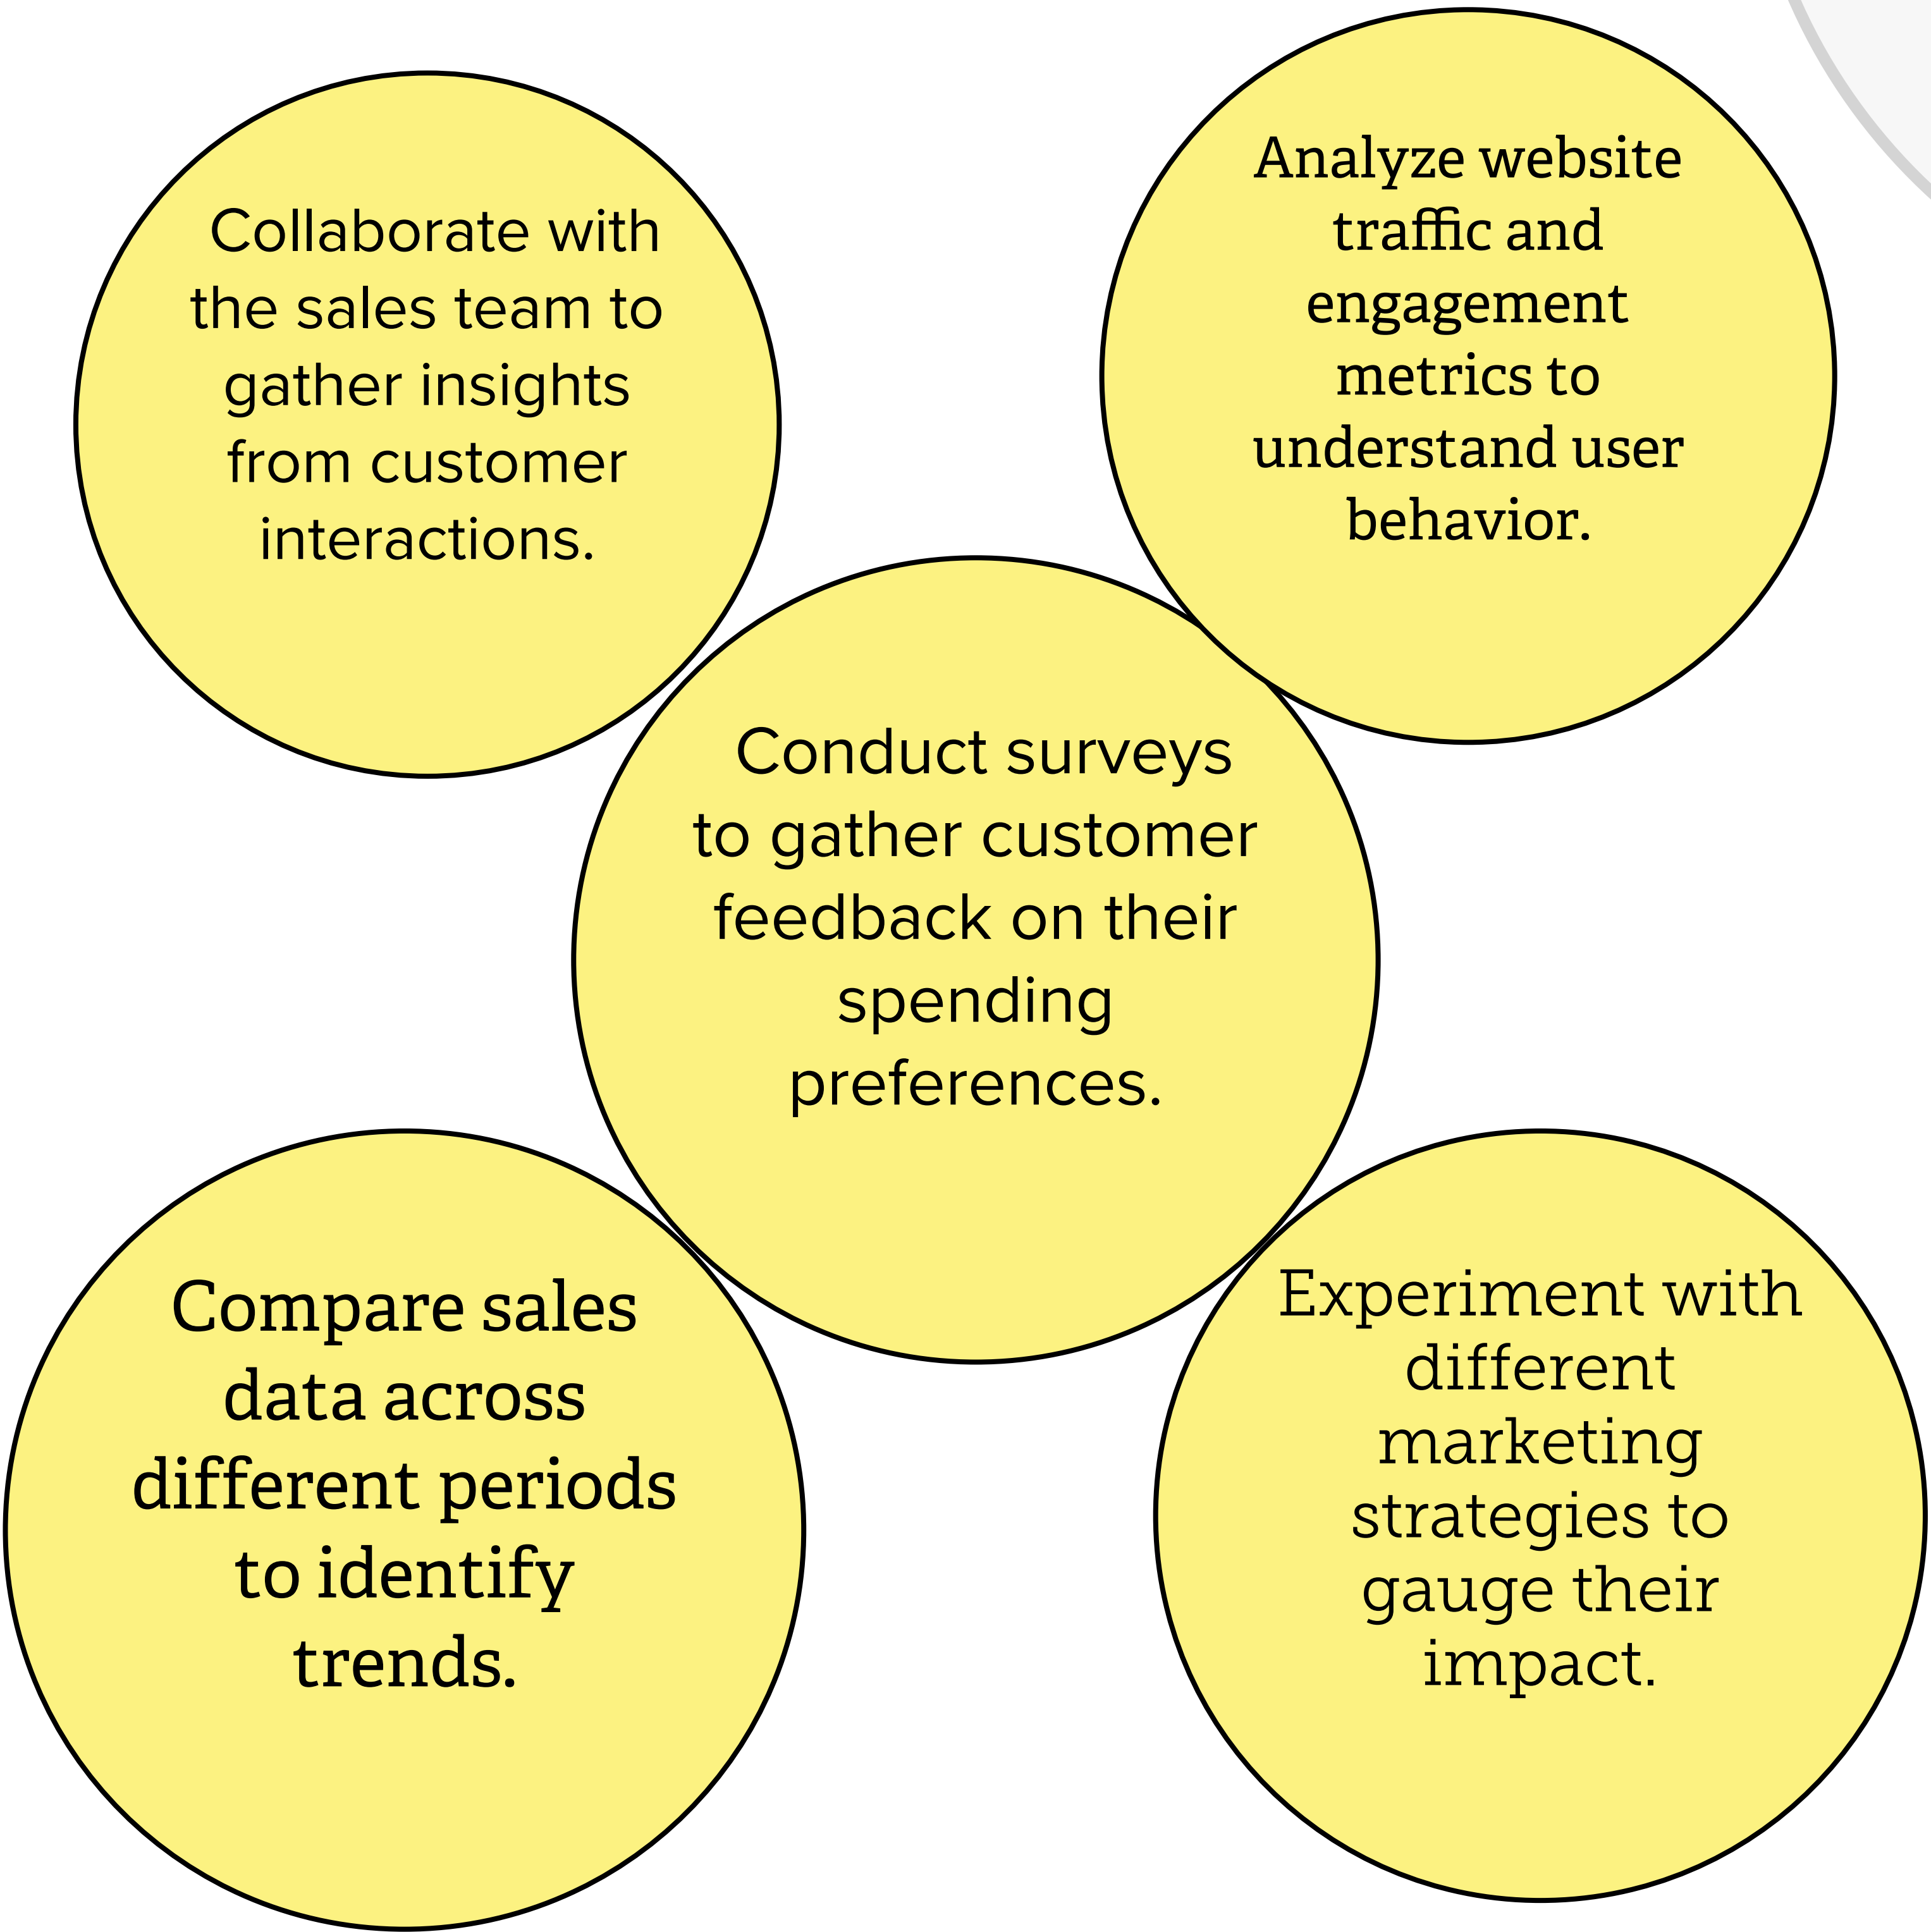 Collaborate with
the sales team to
gather insights
from customer
interactions.
Analyze website
traffic and
engagement
metrics to
understand user
behavior.
Conduct surveys
to gather customer
feedback on their
spending
preferences.
Compare sales
data across
different periods
to identify
trends.
Experiment with
different
marketing
strategies to
gauge their
impact.